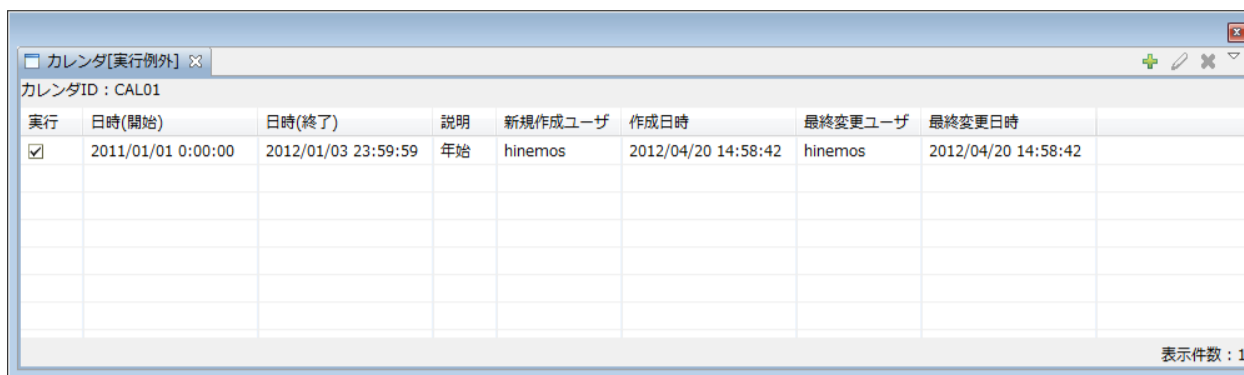 カレンダ[実行例外]
カレンダID : CAL01
実行 日時(開始) 日時(終了) 説明 新規作成ユーザ 作成日時 最終変更ユーザ 最終変更日時
2011/01/01 0:00:00 2012/01/03 23:59:59 年始 hinemos 2012/04/20 14:58:42 hinemos 2012/04/20 14:58:42
表示件数 : 1